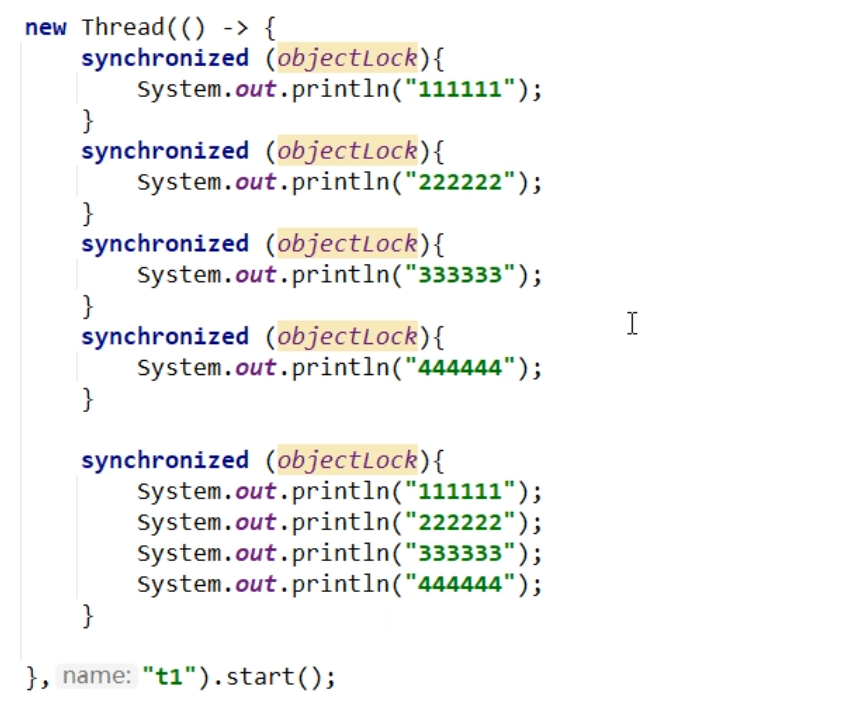 new Thread(() -> {
    synchronized (objectLock){
        System.out.println("111111");
    }
    synchronized (objectLock){
        System.out.println("222222");
    }
    synchronized (objectLock){
        System.out.println("333333");
    }
    synchronized (objectLock){
        System.out.println("444444");
    }

    synchronized (objectLock){
        System.out.println("111111");
        System.out.println("222222");
        System.out.println("333333");
        System.out.println("444444");
    }

}, name: "t1").start();